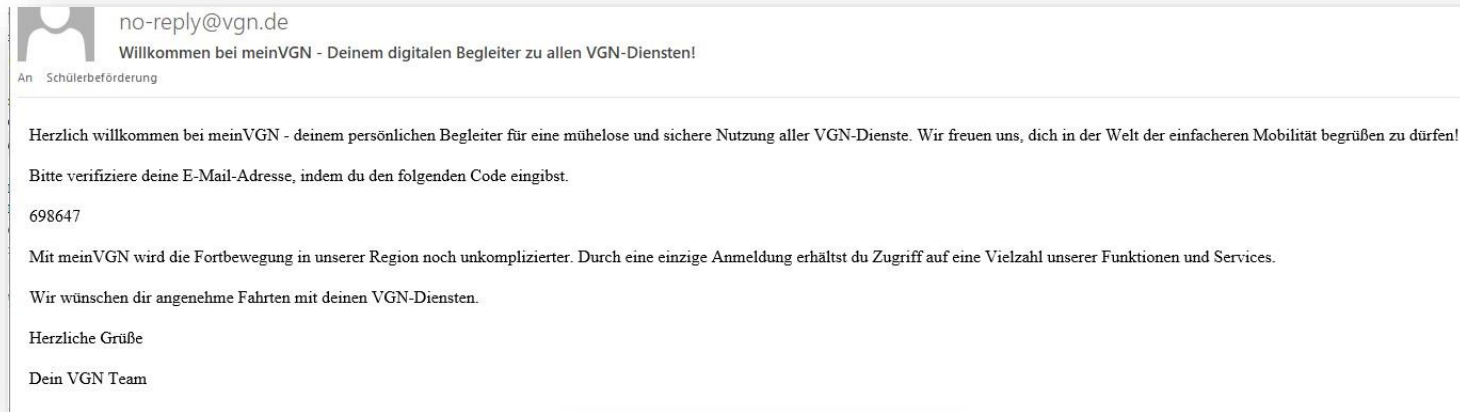 no-reply@vgn.de
Willkommen bei meinVGN - Deinem digitalen Begleiter zu allen VGN-Diensten!
An Schülerbeförderung
Herzlich willkommen bei meinVGN - deinem persönlichen Begleiter für eine mühelose und sichere Nutzung aller VGN-Dienste. Wir freuen uns, dich in der Welt der einfacheren Mobilität begrüßen zu dürfen!
Bitte verifiziere deine E-Mail-Adresse, indem du den folgenden Code eingibst.
698647
Mit meinVGN wird die Fortbewegung in unserer Region noch unkomplizierter. Durch eine einzige Anmeldung erhältst du Zugriff auf eine Vielzahl unserer Funktionen und Services.
Wir wünschen dir angenehme Fahrten mit deinen VGN-Diensten.
Herzliche Grüße
Dein VGN Team